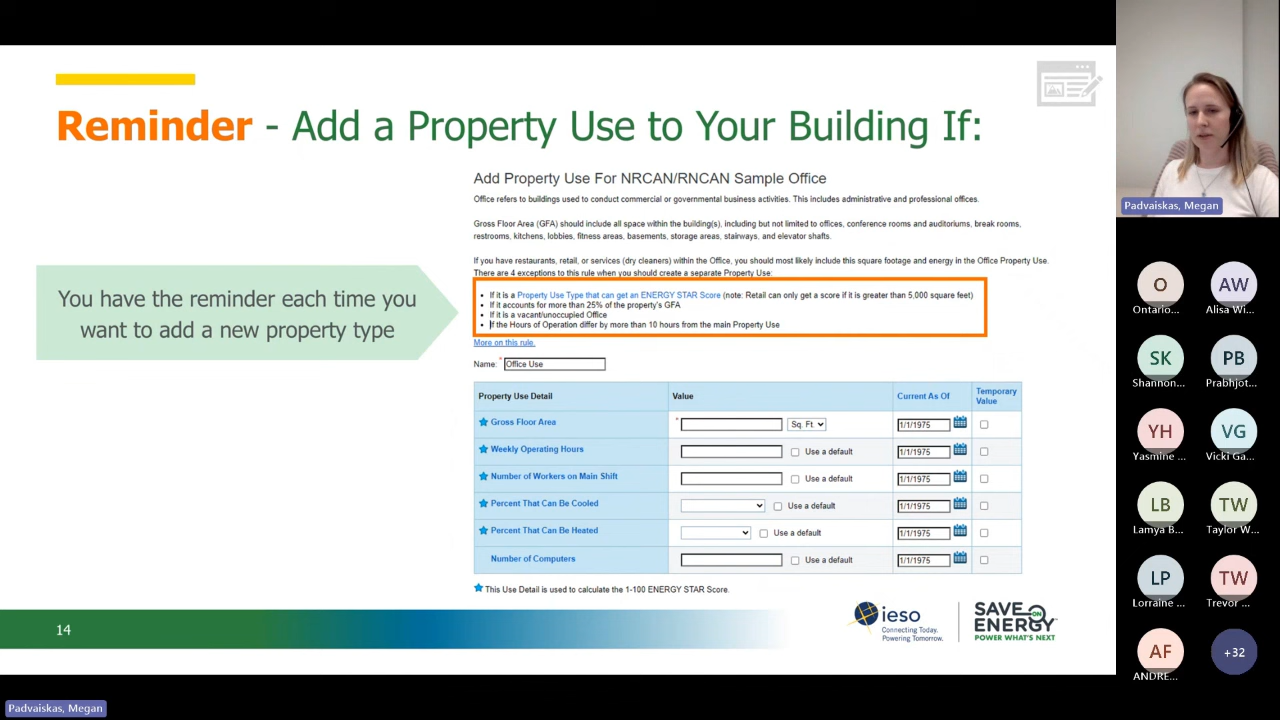 Reminder - Add a Property Use to Your Building If:
You have the reminder each time you
want to add a new property type
Add Property Use For NRCAN/RNCAN Sample Office
Office refers to buildings used to conduct commercial or governmental business activities. This includes administrative and professional offices.
Gross Floor Area (GFA) should include all space within the building(s), including but not limited to offices, conference rooms and auditoriums, break rooms,
restrooms, kitchens, lobbies, fitness areas, basements, storage areas, stairways, and elevator shafts.
If you have restaurants, retail, or services (dry cleaners) within the Office, you should most likely include this square footage and energy in the Office Property Use.
There are 4 exceptions to this rule when you should create a separate Property Use:
• If it is a Property Use Type that can get an ENERGY STAR Score (note: Retail can only get a score if it is greater than 5,000 square feet)
• If it accounts for more than 25% of the property's GFA
• If it is a vacant/unoccupied Office
• If the Hours of Operation differ by more than 10 hours from the main Property Use
More on this rule.
Name: * Office Use
Property Use Detail Value Current As Of Temporary Value
Gross Floor Area * Sq. Ft. 1/1/1975
Weekly Operating Hours Use a default 1/1/1975
Number of Workers on Main Shift Use a default 1/1/1975
Percent That Can Be Cooled Use a default 1/1/1975
Percent That Can Be Heated Use a default 1/1/1975
Number of Computers Use a default 1/1/1975
This Use Detail is used to calculate the 1-100 ENERGY STAR Score.
14
ieso
Connecting Today.
Powering Tomorrow.
SAVE ON
ENERGY
POWER WHAT'S NEXT
Padvaiskas, Megan
O AW
Ontario... Alisa Wi...
SK PB
Shannon... Prabhjot...
YH VG
Yasmine ... Vicki Ga...
LB TW
Lamya B... Taylor W...
LP TW
Lorraine ... Trevor ...
AF +32
ANDRE...
Padvaiskas, Megan